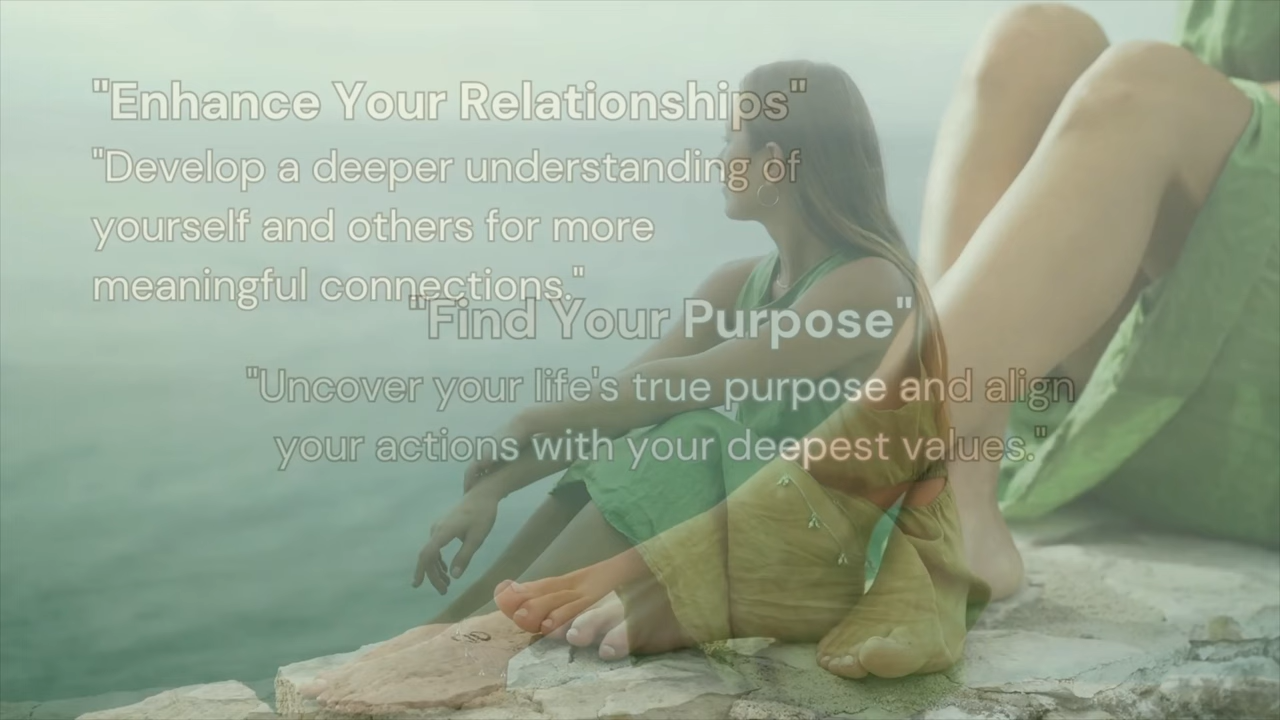 "Enhance Your Relationships"
"Develop a deeper understanding of
yourself and others for more
meaningful connections."
"Find Your Purpose"
"Uncover your life's true purpose and align
your actions with your deepest values."